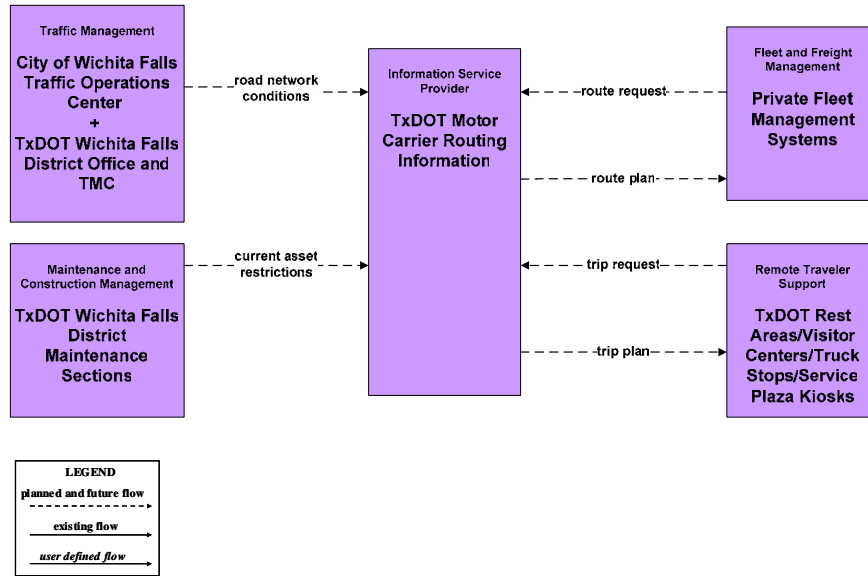 Traffic Management
City of Wichita Falls
Traffic Operations
Center
+
TxDOT Wichita Falls
District Office and
TMC
road network
conditions
Information Service
Provider
TxDOT Motor
Carrier Routing
Information
route request
route plan
Fleet and Freight
Management
Private Fleet
Management
Systems
Maintenance and
Construction Management
TxDOT Wichita Falls
District
Maintenance
Sections
current asset
restrictions
trip request
trip plan
Remote Traveler
Support
TxDOT Rest
Areas/Visitor
Centers/Truck
Stops/Service
Plaza Kiosks
LEGEND
planned and future flow
existing flow
user defined flow